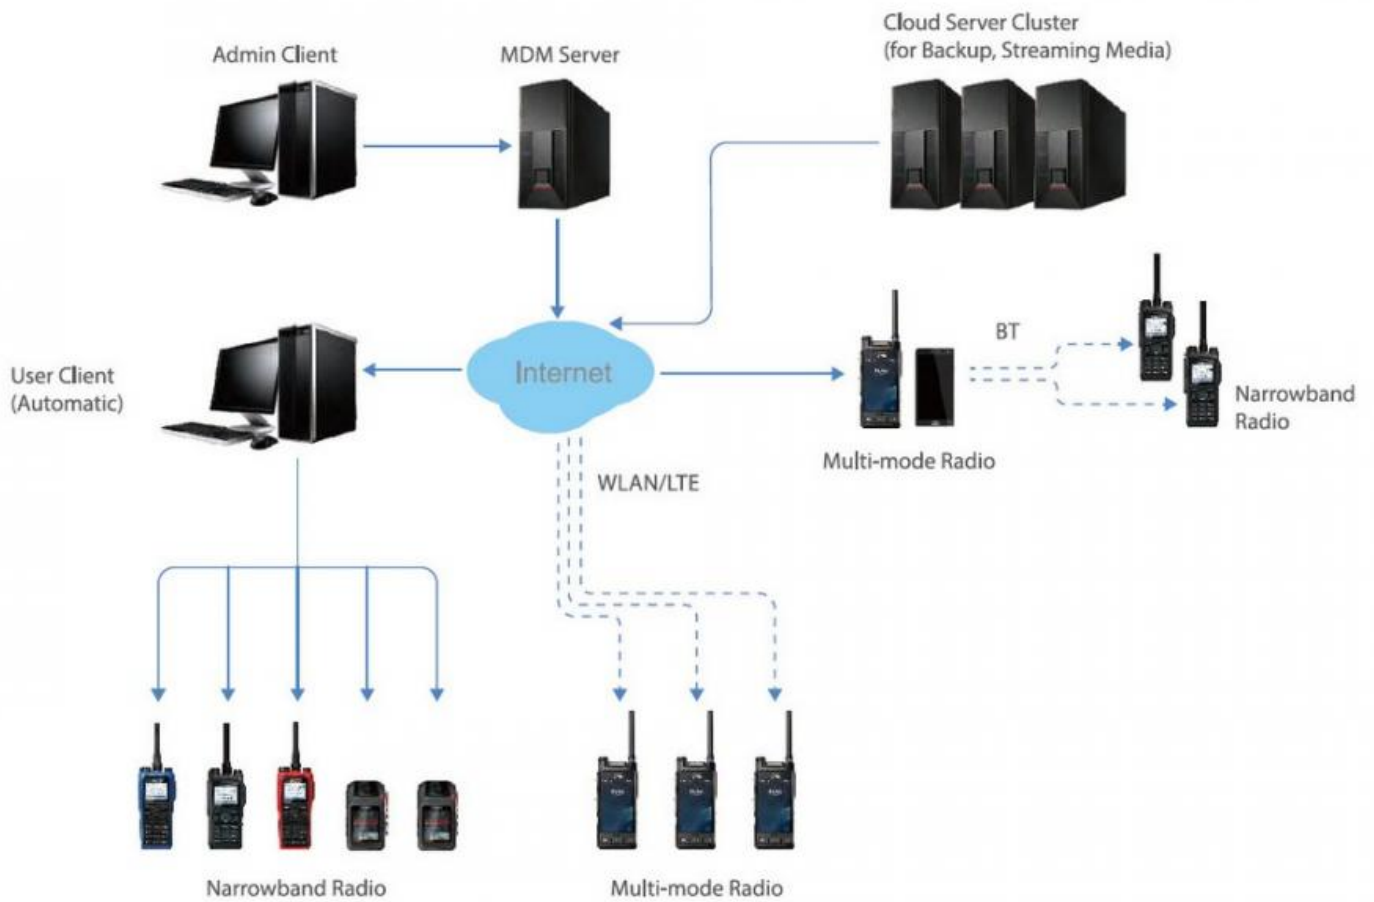 Cloud Server Cluster
(for Backup, Streaming Media)
Admin Client
MDM Server
BT
Internet
User Client
(Automatic)
Narrowband
Radio
Multi-mode Radio
WLAN/LTE
Narrowband Radio
Multi-mode Radio